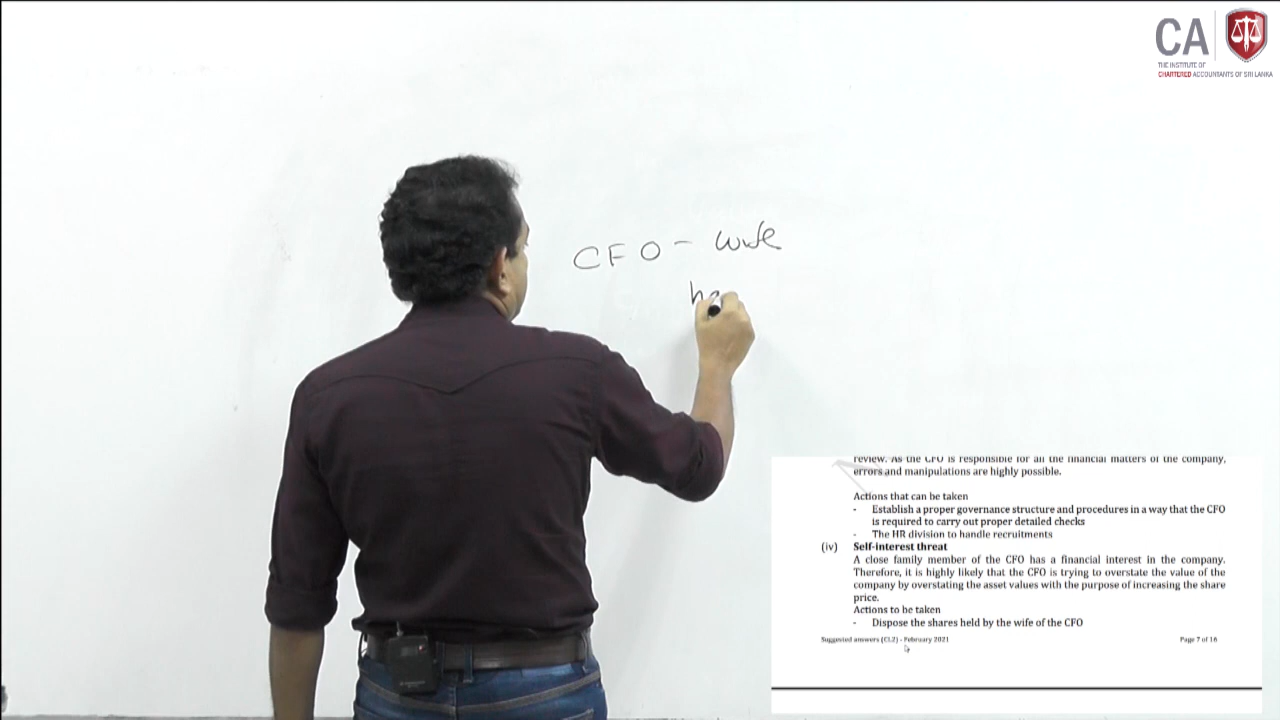 CA
THE INSTITUTE OF
CHARTERED ACCOUNTANTS OF SRI LANKA
CFO - wife
review. As the CFO is responsible for all the financial matters of the company,
errors and manipulations are highly possible.
Actions that can be taken
- Establish a proper governance structure and procedures in a way that the CFO
is required to carry out proper detailed checks
- The HR division to handle recruitments
(iv) Self-interest threat
A close family member of the CFO has a financial interest in the company.
Therefore, it is highly likely that the CFO is trying to overstate the value of the
company by overstating the asset values with the purpose of increasing the share
price.
Actions to be taken
- Dispose the shares held by the wife of the CFO
Suggested answers (CL2) - February 2021 Page 7 of 16